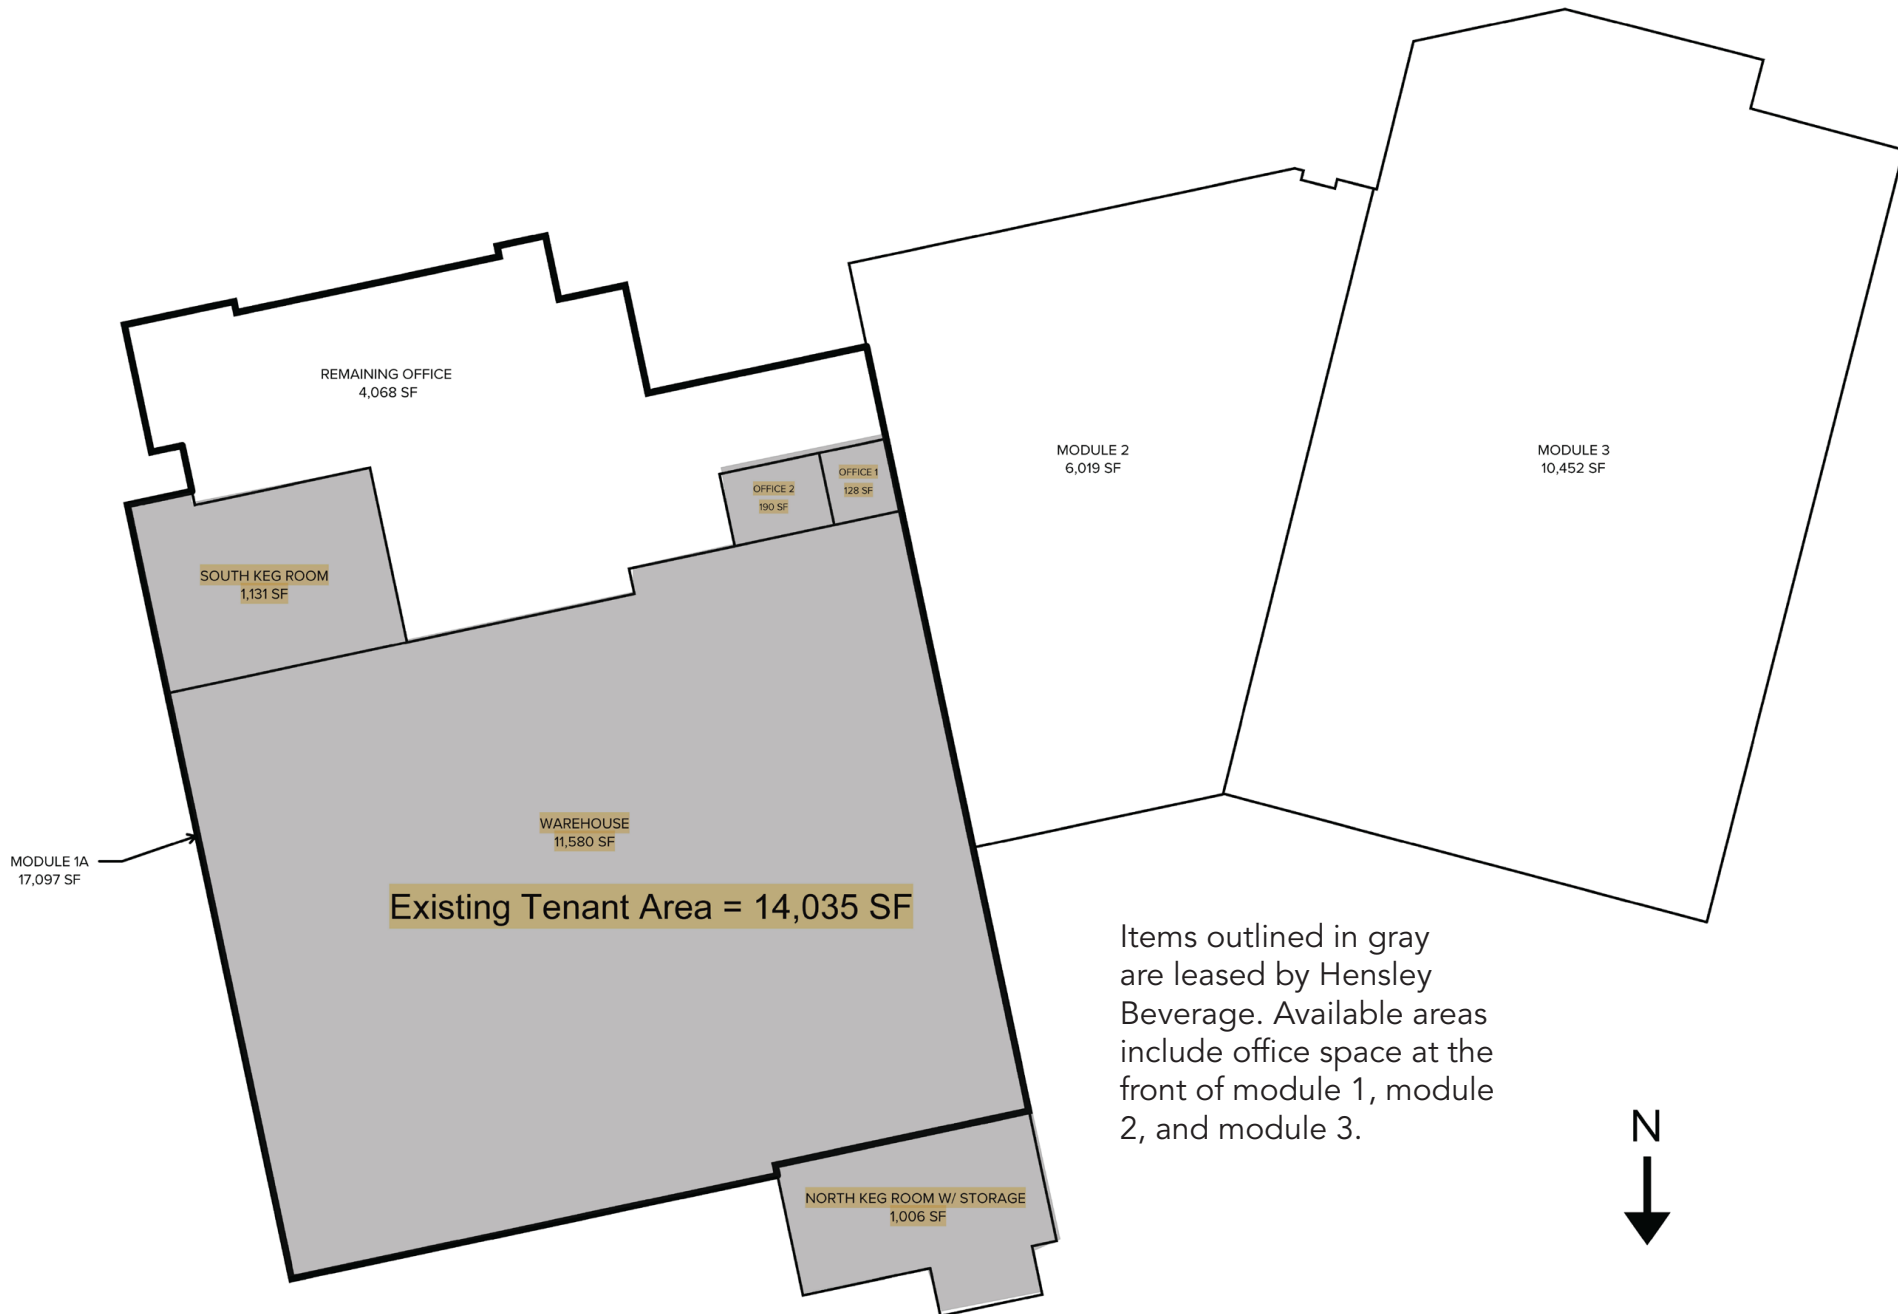 REMAINING OFFICE
4,068 SF
MODULE 2
6,019 SF
MODULE 3
10,452 SF
OFFICE 1
128 SF
OFFICE 2
190 SF
SOUTH KEG ROOM
1,131 SF
WAREHOUSE
11,580 SF
MODULE 1A
17,097 SF
Existing Tenant Area = 14,035 SF
Items outlined in gray
are leased by Hensley
Beverage. Available areas
include office space at the
front of module 1, module
2, and module 3.
N
NORTH KEG ROOM W/ STORAGE
1,006 SF